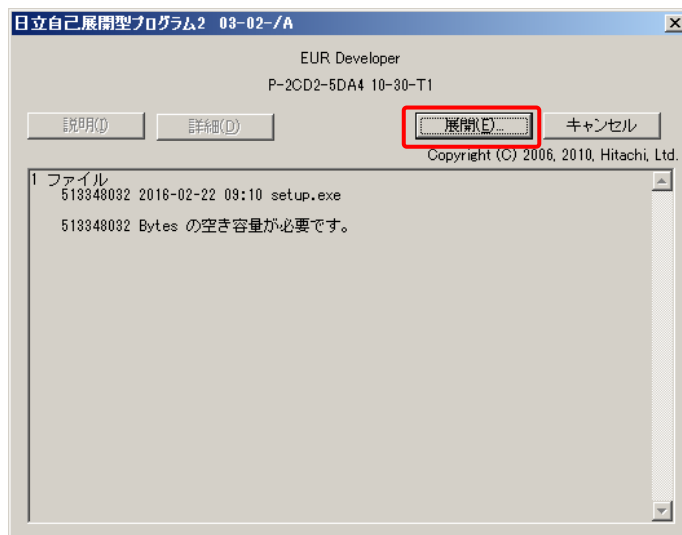 日立自己展開型プログラム2 03-02-/A
EUR Developer
P-2CD2-5DA4 10-30-T1
説明(I) 詳細(D) 展開(E)... キャンセル
Copyright (C) 2006, 2010, Hitachi, Ltd.
1 ファイル
513348032 2016-02-22 09:10 setup.exe
513348032 Bytes の空き容量が必要です。